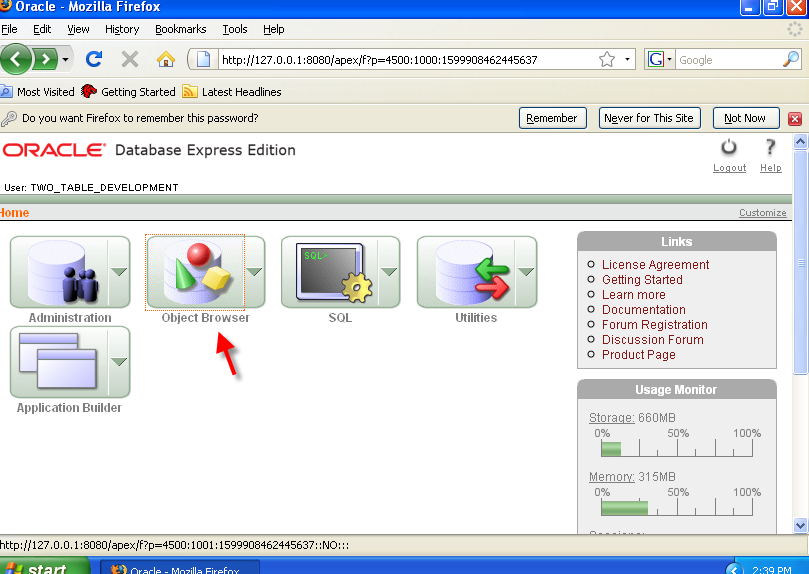 Oracle - Mozilla Firefox
File Edit View History Bookmarks Tools Help
http://127.0.0.1:8080/apex/f?p=4500:1000:1599908462445637
G Google
Most Visited Getting Started Latest Headlines
Do you want Firefox to remember this password? Remember Never for This Site Not Now
ORACLE® Database Express Edition
Logout Help
User: TWO_TABLE_DEVELOPMENT
Home Customize
SQL>
Administration Object Browser SQL Utilities
Application Builder
Links
License Agreement
Getting Started
Learn more
Documentation
Forum Registration
Discussion Forum
Product Page
Usage Monitor
Storage: 660MB
0% 50% 100%
Memory: 315MB
0% 50% 100%
http://127.0.0.1:8080/apex/f?p=4500:1001:1599908462445637::NO:::
start Oracle - Mozilla Firefox 2:39 PM